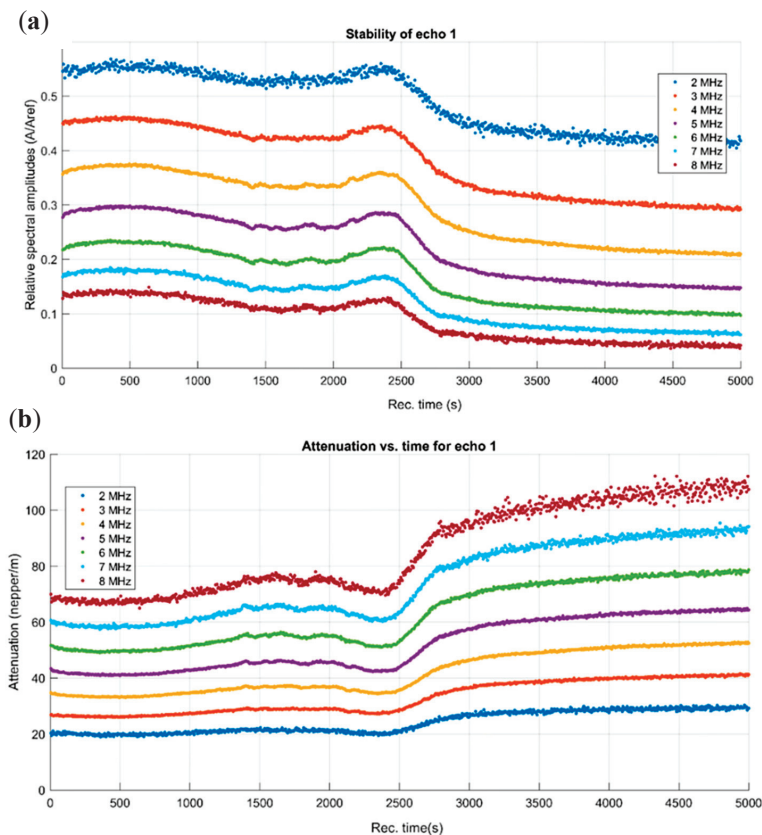 (a)
Stability of echo 1
Relative spectral amplitudes (A/Aref)
0.5
0.4
0.3
0.2
0.1
0
2 MHz
3 MHz
4 MHz
5 MHz
6 MHz
7 MHz
8 MHz
0 500 1000 1500 2000 2500 3000 3500 4000 4500 5000
Rec. time (s)
(b)
Attenuation vs. time for echo 1
Attenuation (nepper/m)
120
100
80
60
40
20
0
2 MHz
3 MHz
4 MHz
5 MHz
6 MHz
7 MHz
8 MHz
0 500 1000 1500 2000 2500 3000 3500 4000 4500 5000
Rec. time(s)